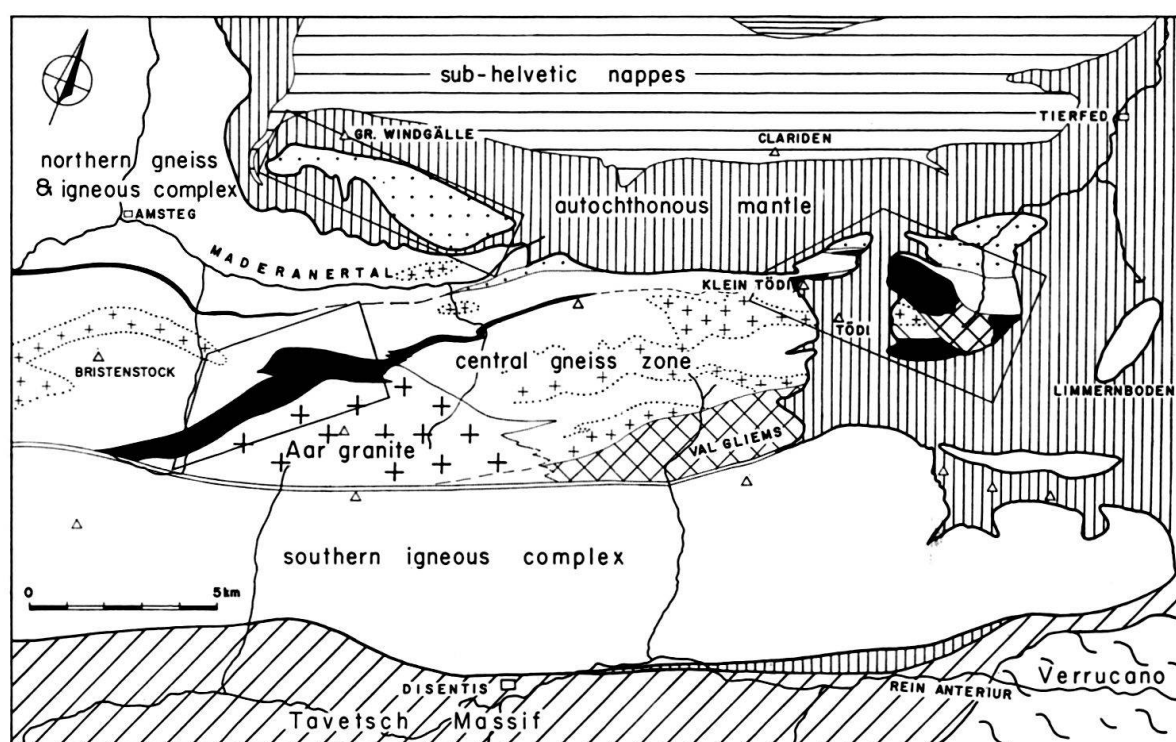 sub-helvetic nappes
TIERFED
GR. WINDGÄLLE
CLARIDEN
northern gneiss
& igneous complex
AMSTEG
autochthonous mantle
MADERANERTAL
KLEIN TÖDI
TÖDI
central gneiss zone
BRISTENSTOCK
LIMMERNBODEN
VAL GLIEMS
Aar granite
southern igneous complex
0 5km
Verrucano
DISENTIS
REIN ANTERIUR
Tavetsch Massif